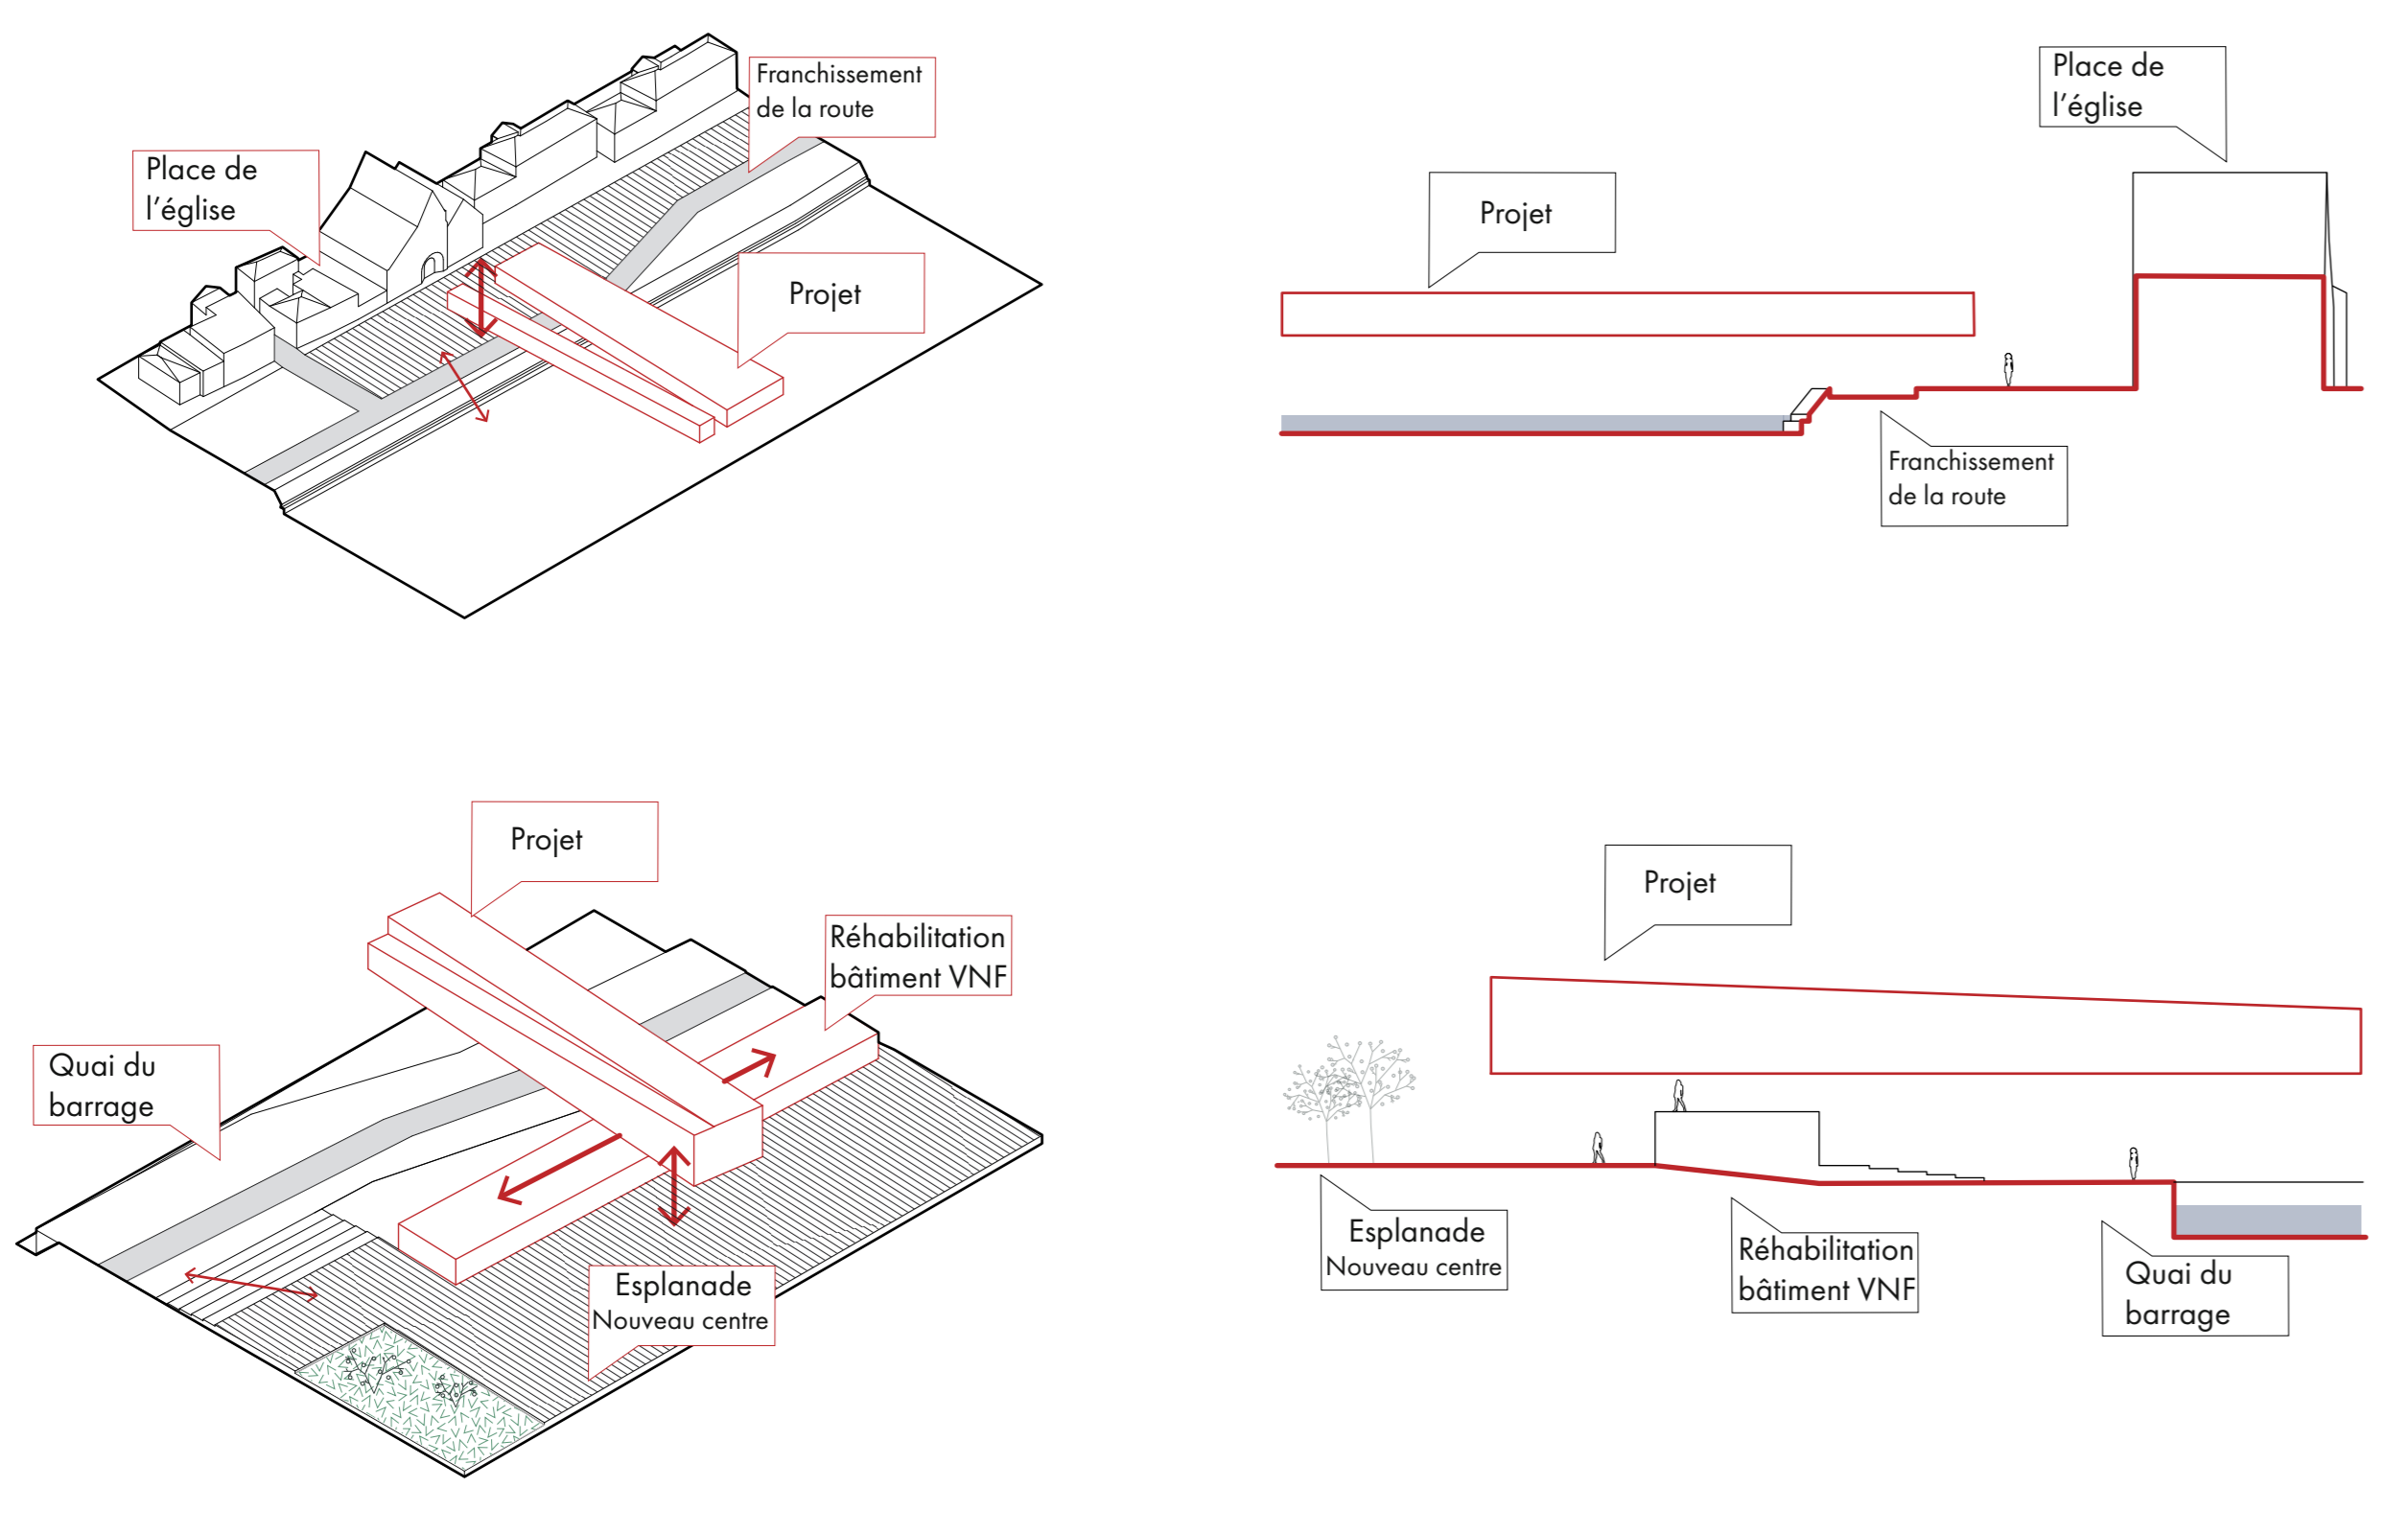 Franchissement
de la route
Place de
l'église
Projet
Place de
l'église
Projet
Franchissement
de la route
Projet
Réhabilitation
bâtiment VNF
Quai du
barrage
Esplanade
Nouveau centre
Projet
Esplanade
Nouveau centre
Réhabilitation
bâtiment VNF
Quai du
barrage